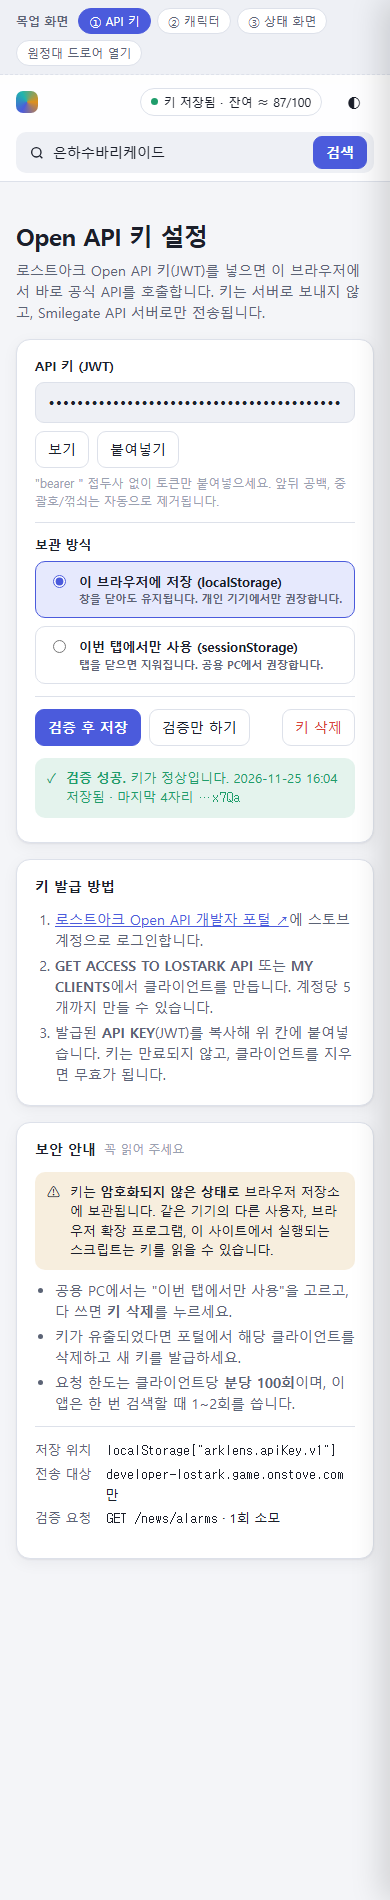 목업 화면 ① API 키 ② 캐릭터 ③ 상태 화면
원정대 드로어 열기
키 저장됨 · 잔여 ≈ 87/100
은하수바리케이드 검색
Open API 키 설정
로스트아크 Open API 키(JWT)를 넣으면 이 브라우저에
서 바로 공식 API를 호출합니다. 키는 서버로 보내지 않
고, Smilegate API 서버로만 전송됩니다.
API 키 (JWT)
••••••••••••••••••••••••••••••••••••••••
보기 붙여넣기
"bearer " 접두사 없이 토큰만 붙여넣으세요. 앞뒤 공백, 중
괄호/꺾쇠는 자동으로 제거됩니다.
보관 방식
이 브라우저에 저장 (localStorage)
창을 닫아도 유지됩니다. 개인 기기에서만 권장합니다.
이번 탭에서만 사용 (sessionStorage)
탭을 닫으면 지워집니다. 공용 PC에서 권장합니다.
검증 후 저장 검증만 하기 키 삭제
✓ 검증 성공. 키가 정상입니다. 2026-11-25 16:04
저장됨 · 마지막 4자리 …x7Qa
키 발급 방법
1. 로스트아크 Open API 개발자 포털 ↗에 스토브
계정으로 로그인합니다.
2. GET ACCESS TO LOSTARK API 또는 MY
CLIENTS에서 클라이언트를 만듭니다. 계정당 5
개까지 만들 수 있습니다.
3. 발급된 API KEY(JWT)를 복사해 위 칸에 붙여넣
습니다. 키는 만료되지 않고, 클라이언트를 지우
면 무효가 됩니다.
보안 안내 꼭 읽어 주세요
⚠ 키는 암호화되지 않은 상태로 브라우저 저장소
에 보관됩니다. 같은 기기의 다른 사용자, 브라
우저 확장 프로그램, 이 사이트에서 실행되는
스크립트는 키를 읽을 수 있습니다.
• 공용 PC에서는 "이번 탭에서만 사용"을 고르고,
다 쓰면 키 삭제를 누르세요.
• 키가 유출되었다면 포털에서 해당 클라이언트를
삭제하고 새 키를 발급하세요.
• 요청 한도는 클라이언트당 분당 100회이며, 이
앱은 한 번 검색할 때 1~2회를 씁니다.
저장 위치 localStorage["arklens.apiKey.v1"]
전송 대상 developer-lostark.game.onstove.com
만
검증 요청 GET /news/alarms · 1회 소모